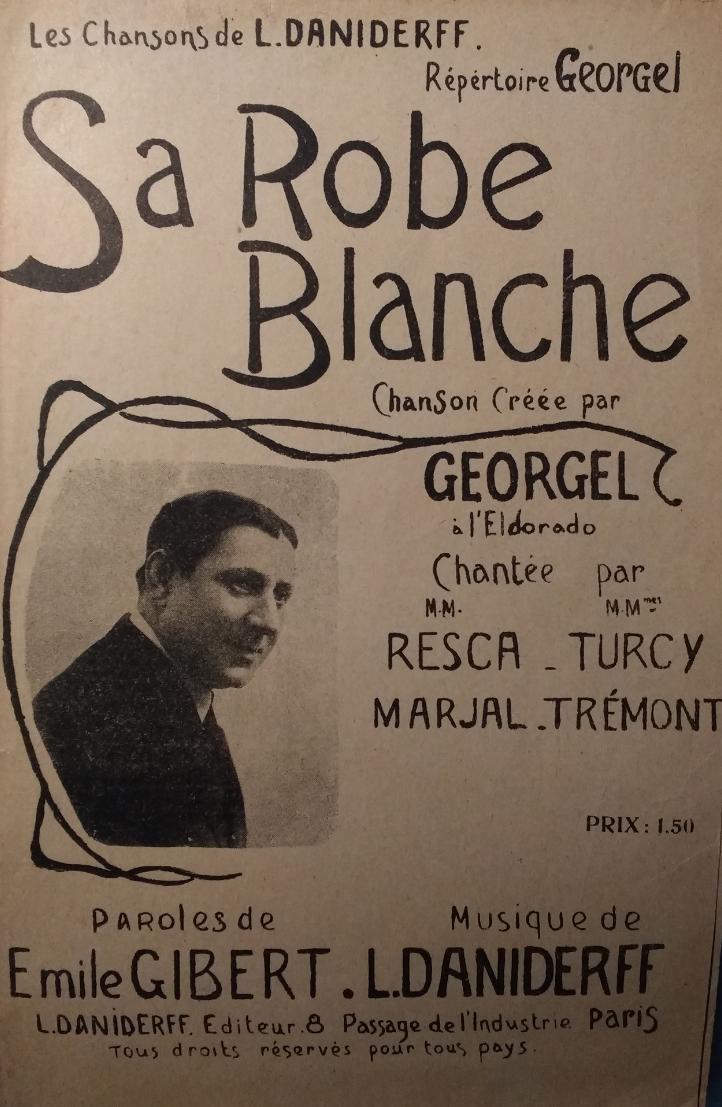 Les Chansons de L.DANIDERFF.
Répertoire Georgel
Sa Robe
Blanche
Chanson Créée par
GEORGEL
à l'Eldorado
Chantée par
M.M. M.Mmes
RESCA - TURCY
MARJAL.TRÉMONT
PRIX : 1.50
Paroles de Musique de
Emile GIBERT. L.DANIDERFF
L.DANIDERFF. Editeur.8 Passage de l'Industrie Paris
Tous droits réservés pour tous pays.